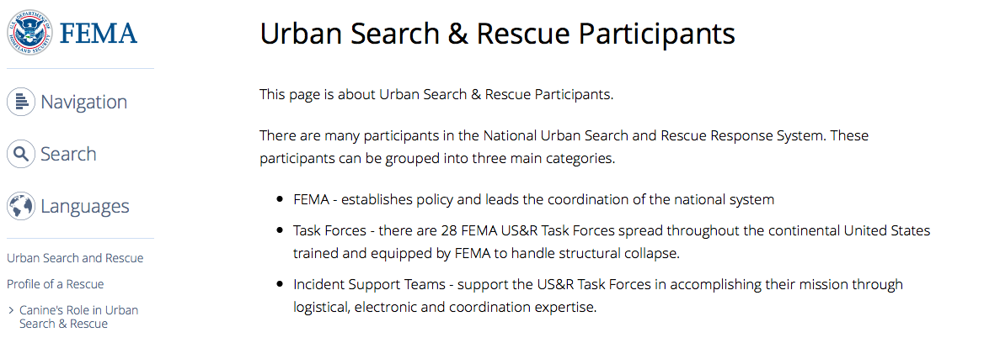 FEMA
Navigation
Search
Languages
Urban Search and Rescue
Profile of a Rescue
Canine's Role in Urban
Search & Rescue
Urban Search & Rescue Participants
This page is about Urban Search & Rescue Participants.
There are many participants in the National Urban Search and Rescue Response System. These
participants can be grouped into three main categories.
FEMA - establishes policy and leads the coordination of the national system
Task Forces - there are 28 FEMA US&R Task Forces spread throughout the continental United States
trained and equipped by FEMA to handle structural collapse.
Incident Support Teams - support the US&R Task Forces in accomplishing their mission through
logistical, electronic and coordination expertise.